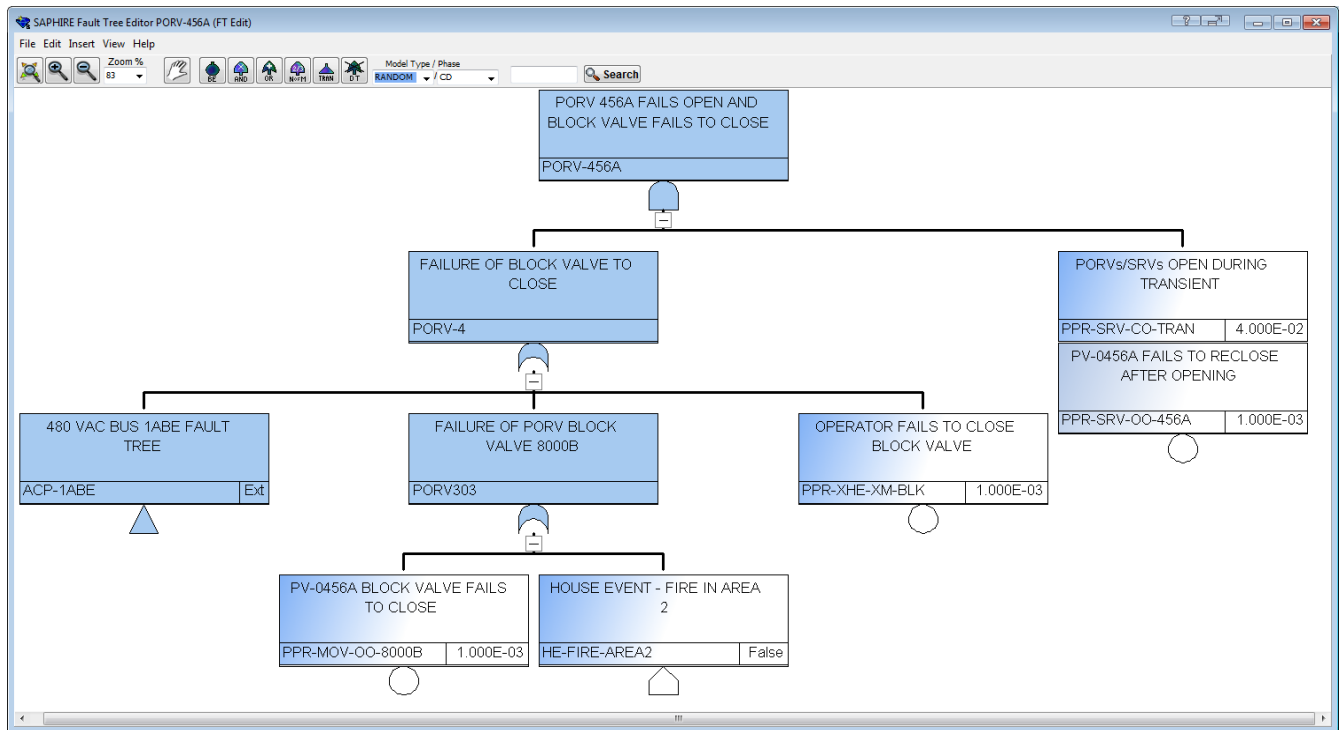 SAPHIRE Fault Tree Editor PORV-456A (FT Edit)
File Edit Insert View Help
Zoom %
83
BE
AND
OR
N/M
TRAN
DT
Model Type / Phase
RANDOM / CD
Search
PORV 456A FAILS OPEN AND
BLOCK VALVE FAILS TO CLOSE
PORV-456A
FAILURE OF BLOCK VALVE TO
CLOSE
PORV-4
PORVs/SRVs OPEN DURING
TRANSIENT
PPR-SRV-CO-TRAN 4.000E-02
PV-0456A FAILS TO RECLOSE
AFTER OPENING
PPR-SRV-OO-456A 1.000E-03
480 VAC BUS 1ABE FAULT
TREE
ACP-1ABE Ext
FAILURE OF PORV BLOCK
VALVE 8000B
PORV303
OPERATOR FAILS TO CLOSE
BLOCK VALVE
PPR-XHE-XM-BLK 1.000E-03
PV-0456A BLOCK VALVE FAILS
TO CLOSE
PPR-MOV-OO-8000B 1.000E-03
HOUSE EVENT - FIRE IN AREA
2
HE-FIRE-AREA2 False